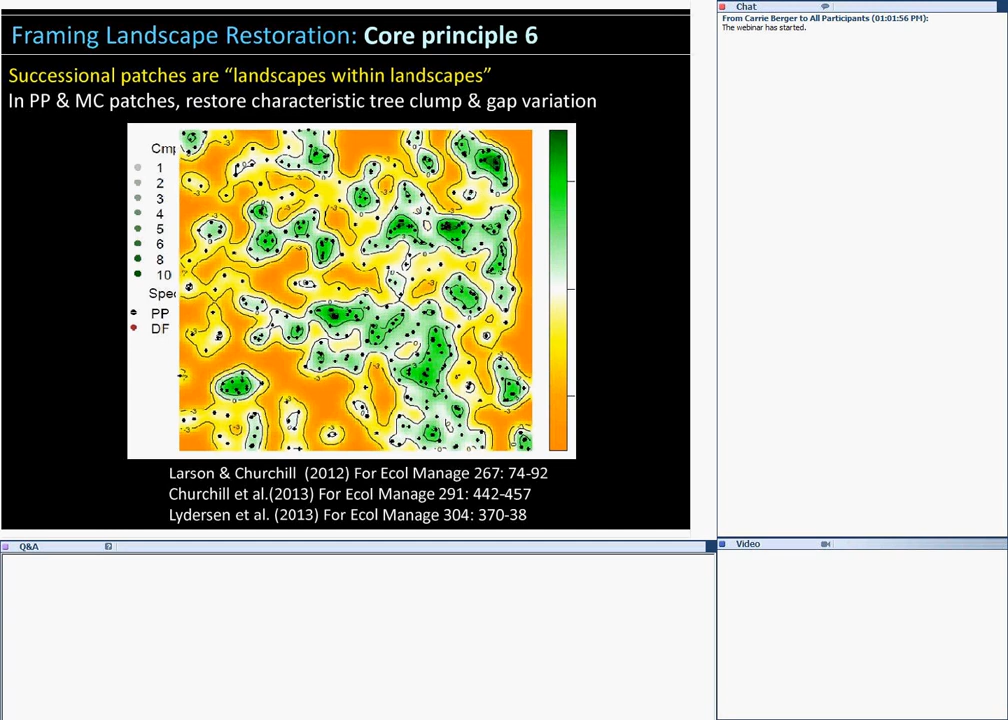 Framing Landscape Restoration: Core principle 6
Successional patches are “landscapes within landscapes”
In PP & MC patches, restore characteristic tree clump & gap variation
1
2
3
4
5
6
8
10
PP
DF
Larson & Churchill (2012) For Ecol Manage 267: 74-92
Churchill et al.(2013) For Ecol Manage 291: 442-457
Lydersen et al. (2013) For Ecol Manage 304: 370-38
Chat
From Carrie Berger to All Participants (01:01:56 PM):
The webinar has started.
Q&A
Video